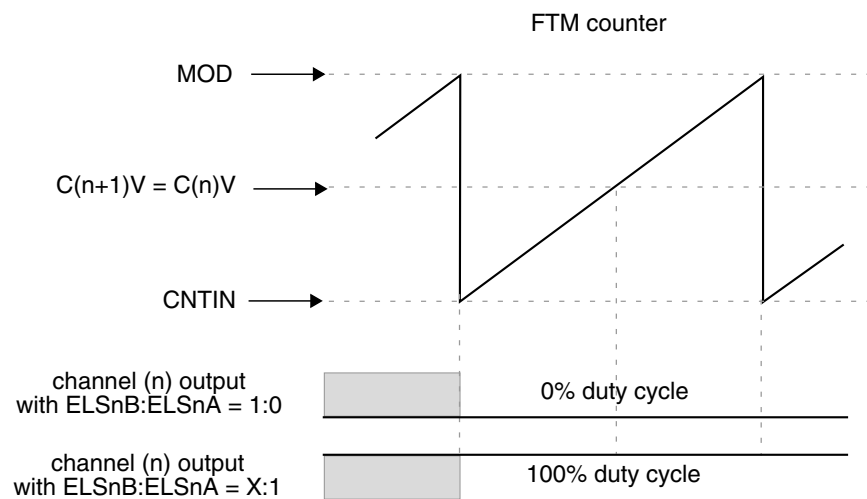 FTM counter
MOD
C(n+1)V = C(n)V
CNTIN
channel (n) output
with ELSnB:ELSnA = 1:0
0% duty cycle
channel (n) output
with ELSnB:ELSnA = X:1
100% duty cycle